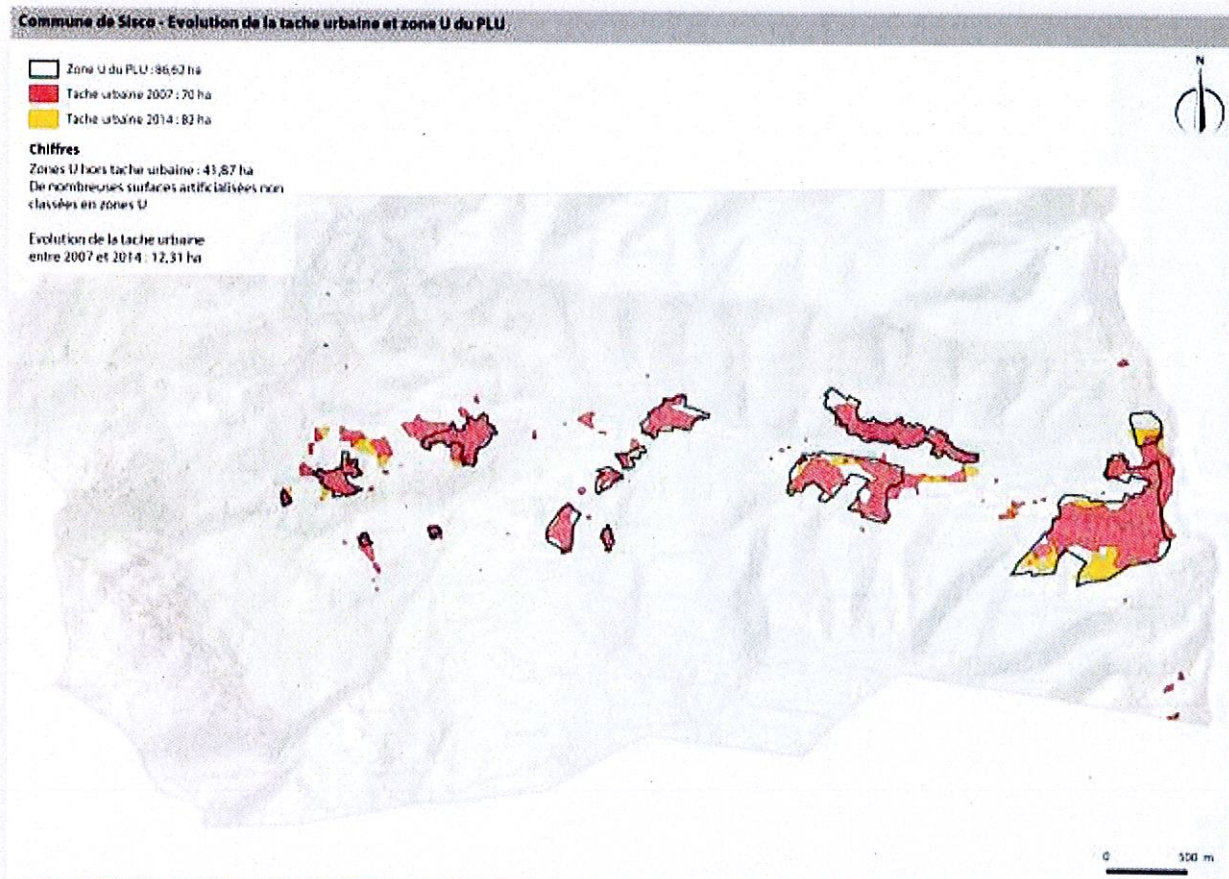 Commune de Sisco - Evolution de la tache urbaine et zone U du PLU
N
Zone U du PLU : 86,62 ha
Tache urbaine 2007 : 70 ha
Tache urbaine 2014 : 82 ha
Chiffres
Zones U hors tache urbaine : 41,87 ha
De nombreuses surfaces artificialisées non
classées en zones U
Evolution de la tache urbaine
entre 2007 et 2014 : 12,31 ha
0 500 m